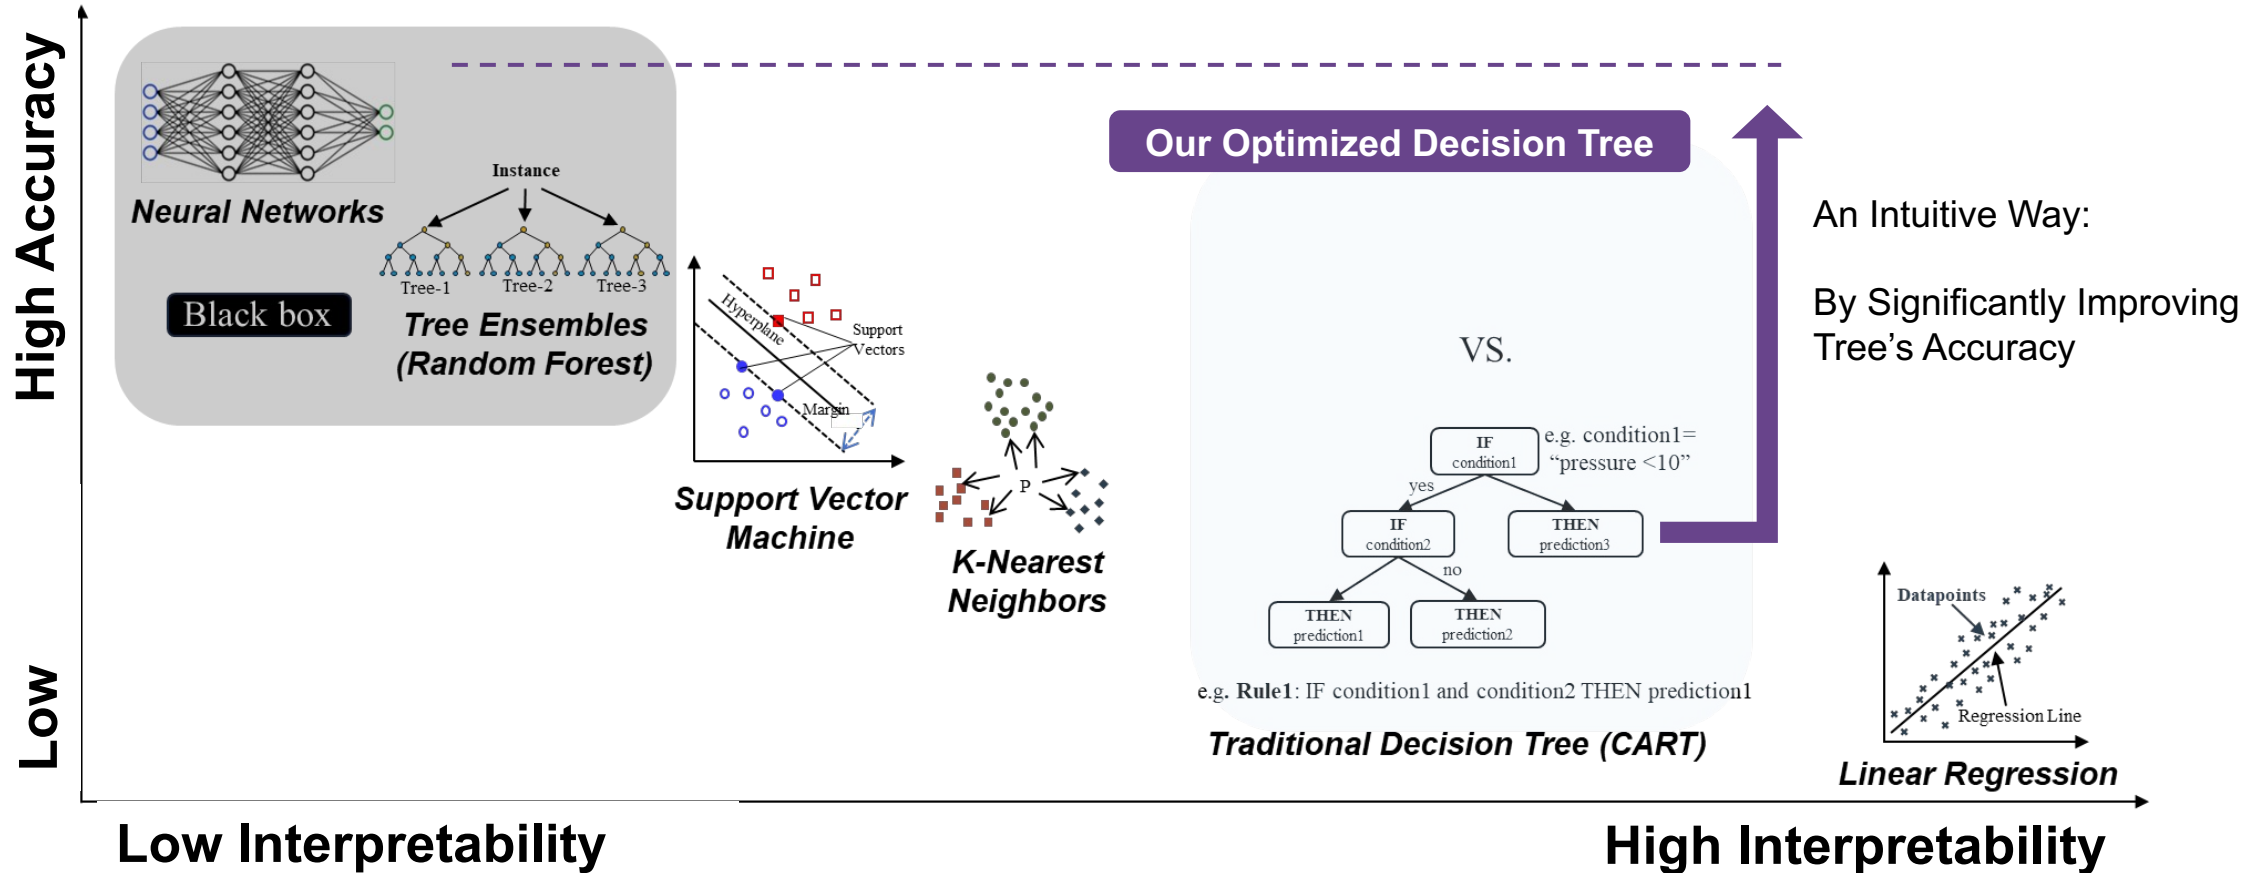 High Accuracy
Low
Low Interpretability
High Interpretability
Neural Networks
Black box
Instance
Tree-1
Tree-2
Tree-3
Tree Ensembles
(Random Forest)
Hyperplane
Support
Vectors
Margin
Support Vector
Machine
P
K-Nearest
Neighbors
Our Optimized Decision Tree
VS.
IF
condition1
e.g. condition1=
“pressure <10”
yes
IF
condition2
THEN
prediction3
no
THEN
prediction1
THEN
prediction2
e.g. Rule1: IF condition1 and condition2 THEN prediction1
Traditional Decision Tree (CART)
An Intuitive Way:
By Significantly Improving
Tree’s Accuracy
Datapoints
Regression Line
Linear Regression